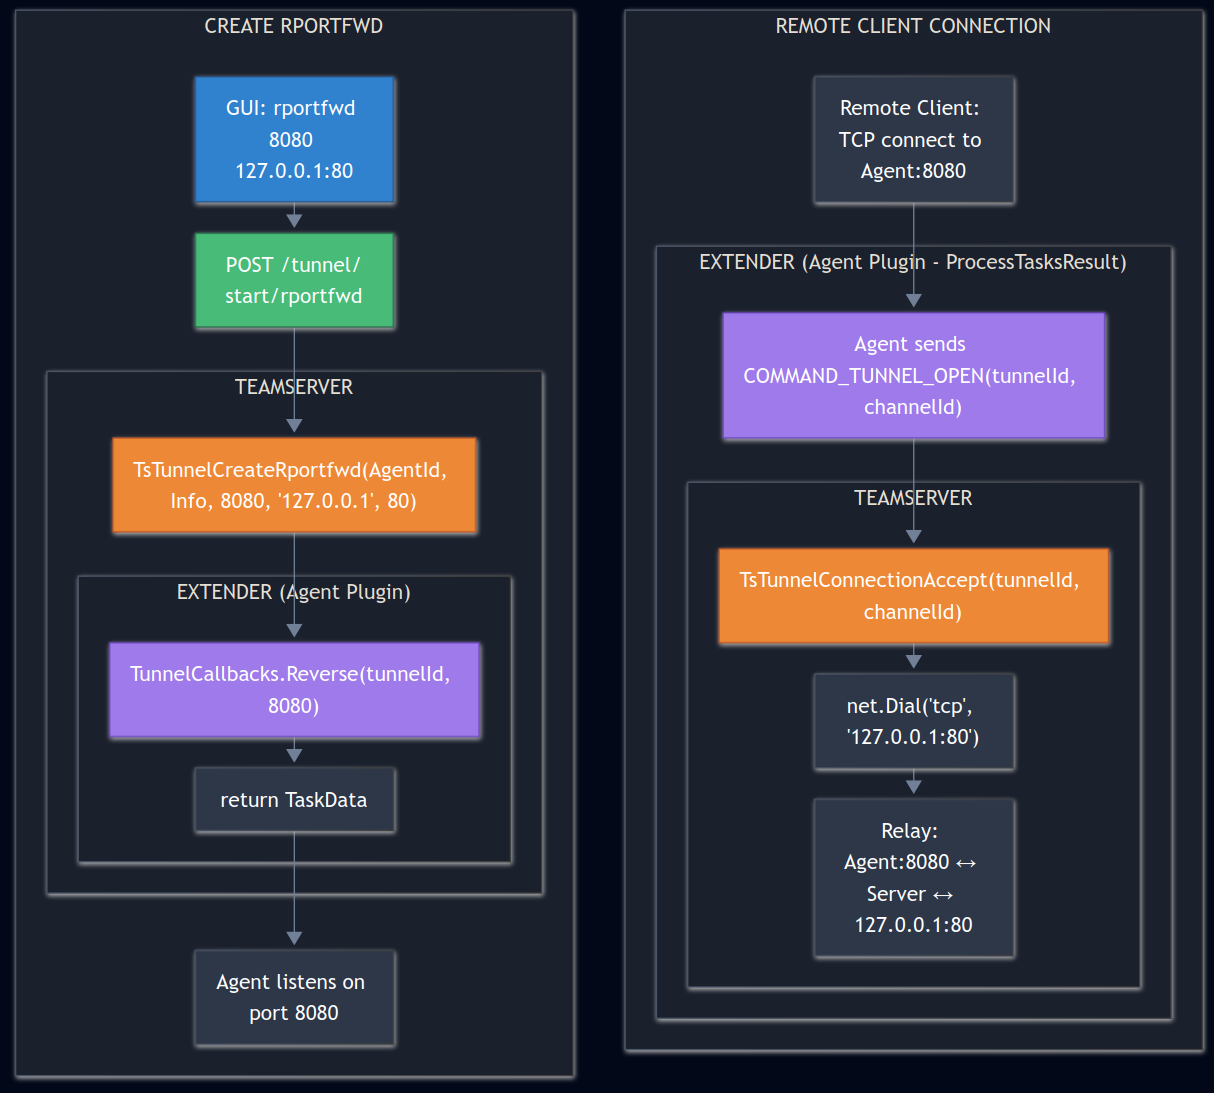 CREATE RPORTFWD
GUI: rportfwd
8080
127.0.0.1:80
POST /tunnel/
start/rportfwd
TEAMSERVER
TsTunnelCreateRportfwd(AgentId,
Info, 8080, '127.0.0.1', 80)
EXTENDER (Agent Plugin)
TunnelCallbacks.Reverse(tunnelId,
8080)
return TaskData
Agent listens on
port 8080
REMOTE CLIENT CONNECTION
Remote Client:
TCP connect to
Agent:8080
EXTENDER (Agent Plugin - ProcessTasksResult)
Agent sends
COMMAND_TUNNEL_OPEN(tunnelId,
channelId)
TEAMSERVER
TsTunnelConnectionAccept(tunnelId,
channelId)
net.Dial('tcp',
'127.0.0.1:80')
Relay:
Agent:8080 ↔
Server ↔
127.0.0.1:80